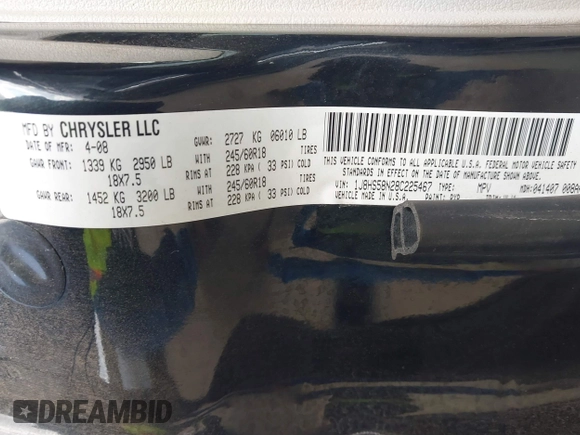 MFD BY CHRYSLER LLC
DATE OF MFR: 4-08 GVWR: 2727 KG 06010 LB
GAWR FRONT: 1339 KG 2950 LB WITH 245/60R18 TIRES
18X7.5 RIMS AT 228 KPA ( 33 PSI) COLD
GAWR REAR: 1452 KG 3200 LB WITH 245/60R18 TIRES
18X7.5 RIMS AT 228 KPA ( 33 PSI) COLD
THIS VEHICLE CONFORMS TO ALL APPLICABLE U.S.A. FEDERAL MOTOR VEHICLE SAFETY
STANDARDS IN EFFECT ON THE DATE OF MANUFACTURE SHOWN ABOVE.
VIN: 1J8HS58N28C225467 TYPE: MPV MDH: 041407
VEHICLE MADE IN U.S.A. PAINT:
DREAMBID